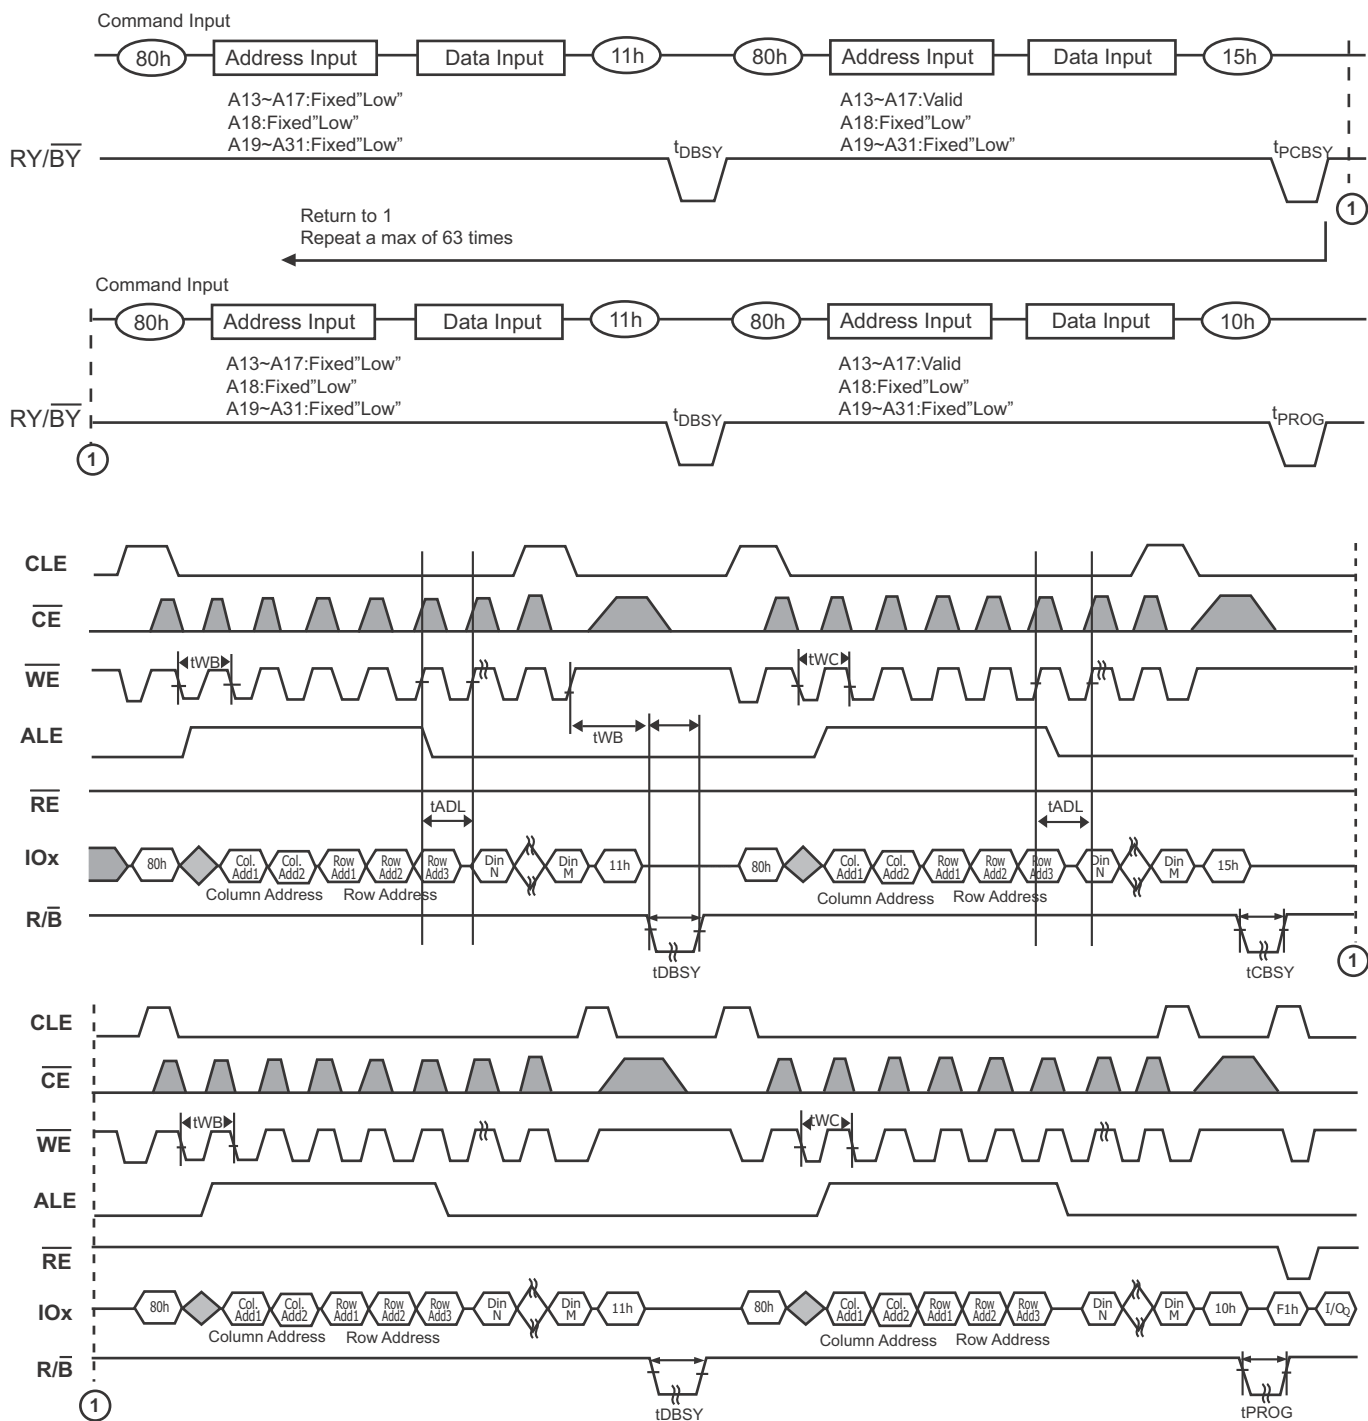 Command Input
80h Address Input Data Input 11h 80h Address Input Data Input 15h
A13~A17:Fixed"Low" A13~A17:Valid
A18:Fixed"Low" A18:Fixed"Low"
A19~A31:Fixed"Low" A19~A31:Fixed"Low"
RY/BY tDBSY tPCBSY
1
Return to 1
Repeat a max of 63 times
Command Input
80h Address Input Data Input 11h 80h Address Input Data Input 10h
A13~A17:Fixed"Low" A13~A17:Valid
A18:Fixed"Low" A18:Fixed"Low"
A19~A31:Fixed"Low" A19~A31:Fixed"Low"
RY/BY tDBSY tPROG
1
CLE
CE
WE tWB tWC
ALE tWB
RE
tADL tADL
IOx 80h Col. Add1 Col. Add2 Row Add1 Row Add2 Row Add3 Din N Din M 11h 80h Col. Add1 Col. Add2 Row Add1 Row Add2 Row Add3 Din N Din M 15h
Column Address Row Address Column Address Row Address
R/B
tDBSY tCBSY 1
CLE
CE
WE tWB tWC
ALE
RE
IOx 80h Col. Add1 Col. Add2 Row Add1 Row Add2 Row Add3 Din N Din M 11h 80h Col. Add1 Col. Add2 Row Add1 Row Add2 Row Add3 Din N Din M 10h F1h I/O0
Column Address Row Address Column Address Row Address
R/B
1 tDBSY tPROG